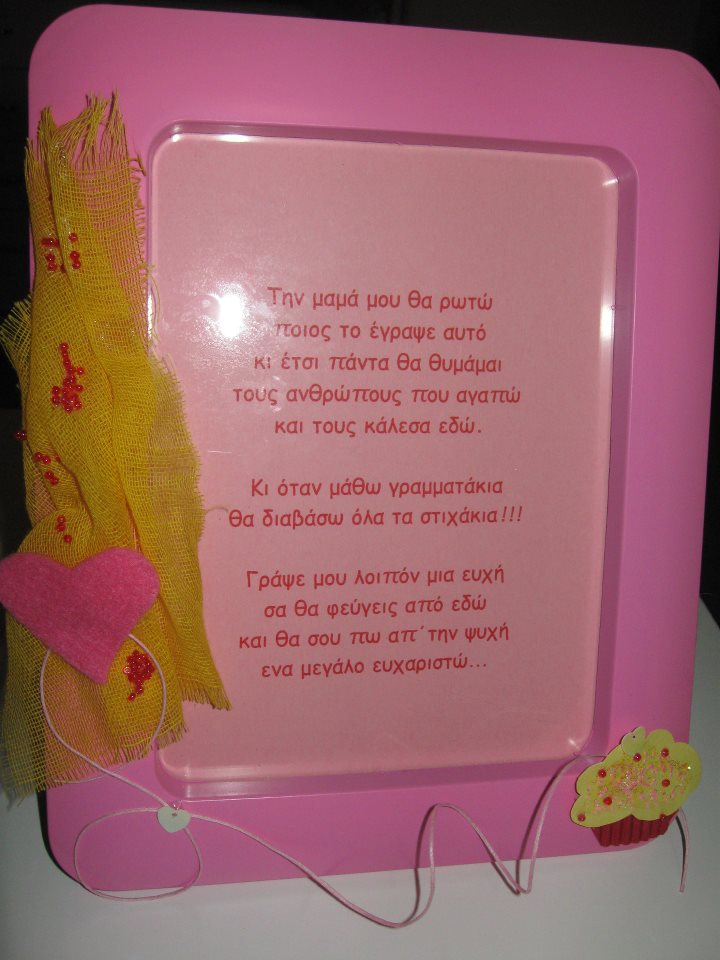 Την μαμά μου θα ρωτώ
ποιος το έγραψε αυτό
κι έτσι πάντα θα θυμάμαι
τους ανθρώπους που αγαπώ
και τους κάλεσα εδώ.
Κι όταν μάθω γραμματάκια
θα διαβάσω όλα τα στιχάκια!!!
Γράψε μου λοιπόν μια ευχή
σα θα φεύγεις από εδώ
και θα σου πω απ΄την ψυχή
ενα μεγάλο ευχαριστώ...